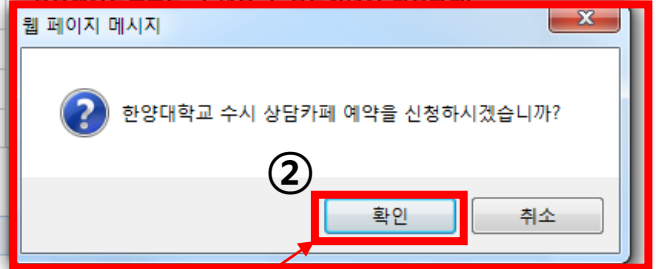 웹 페이지 메시지
한양대학교 수시 상담카페 예약을 신청하시겠습니까?
②
확인 취소